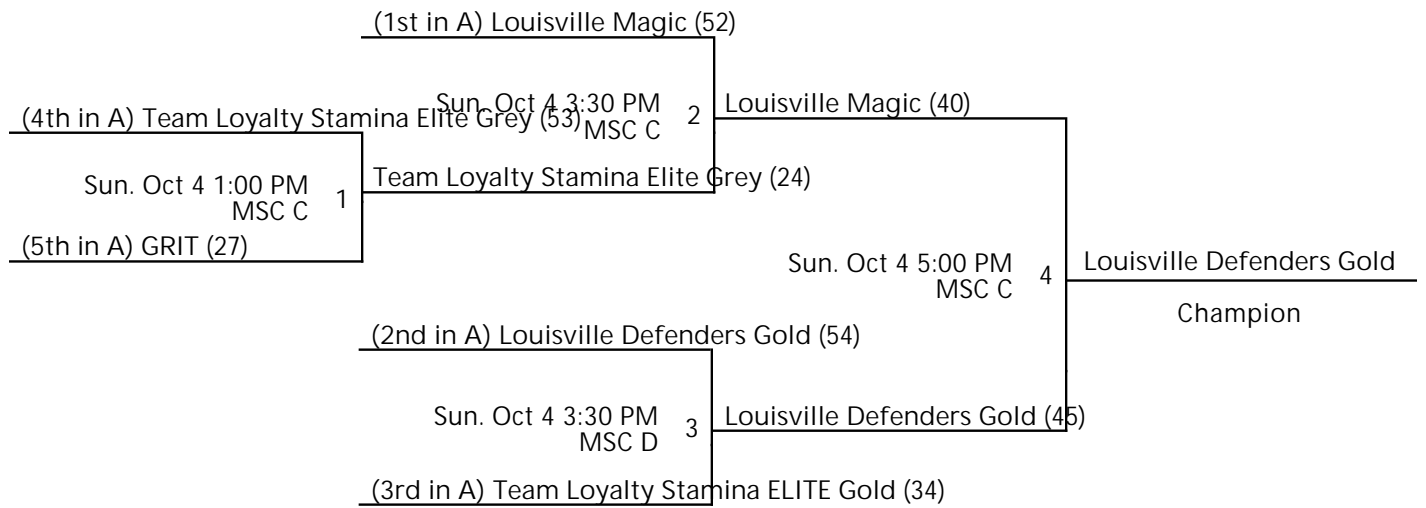 (1st in A) Louisville Magic (52)
Sun. Oct 4 3:30 PM
MSC C
2
Louisville Magic (40)
(4th in A) Team Loyalty Stamina Elite Grey (53)
Sun. Oct 4 1:00 PM
MSC C
1
Team Loyalty Stamina Elite Grey (24)
(5th in A) GRIT (27)
Sun. Oct 4 5:00 PM
MSC C
4
Louisville Defenders Gold
Champion
(2nd in A) Louisville Defenders Gold (54)
Sun. Oct 4 3:30 PM
MSC D
3
Louisville Defenders Gold (45)
(3rd in A) Team Loyalty Stamina ELITE Gold (34)